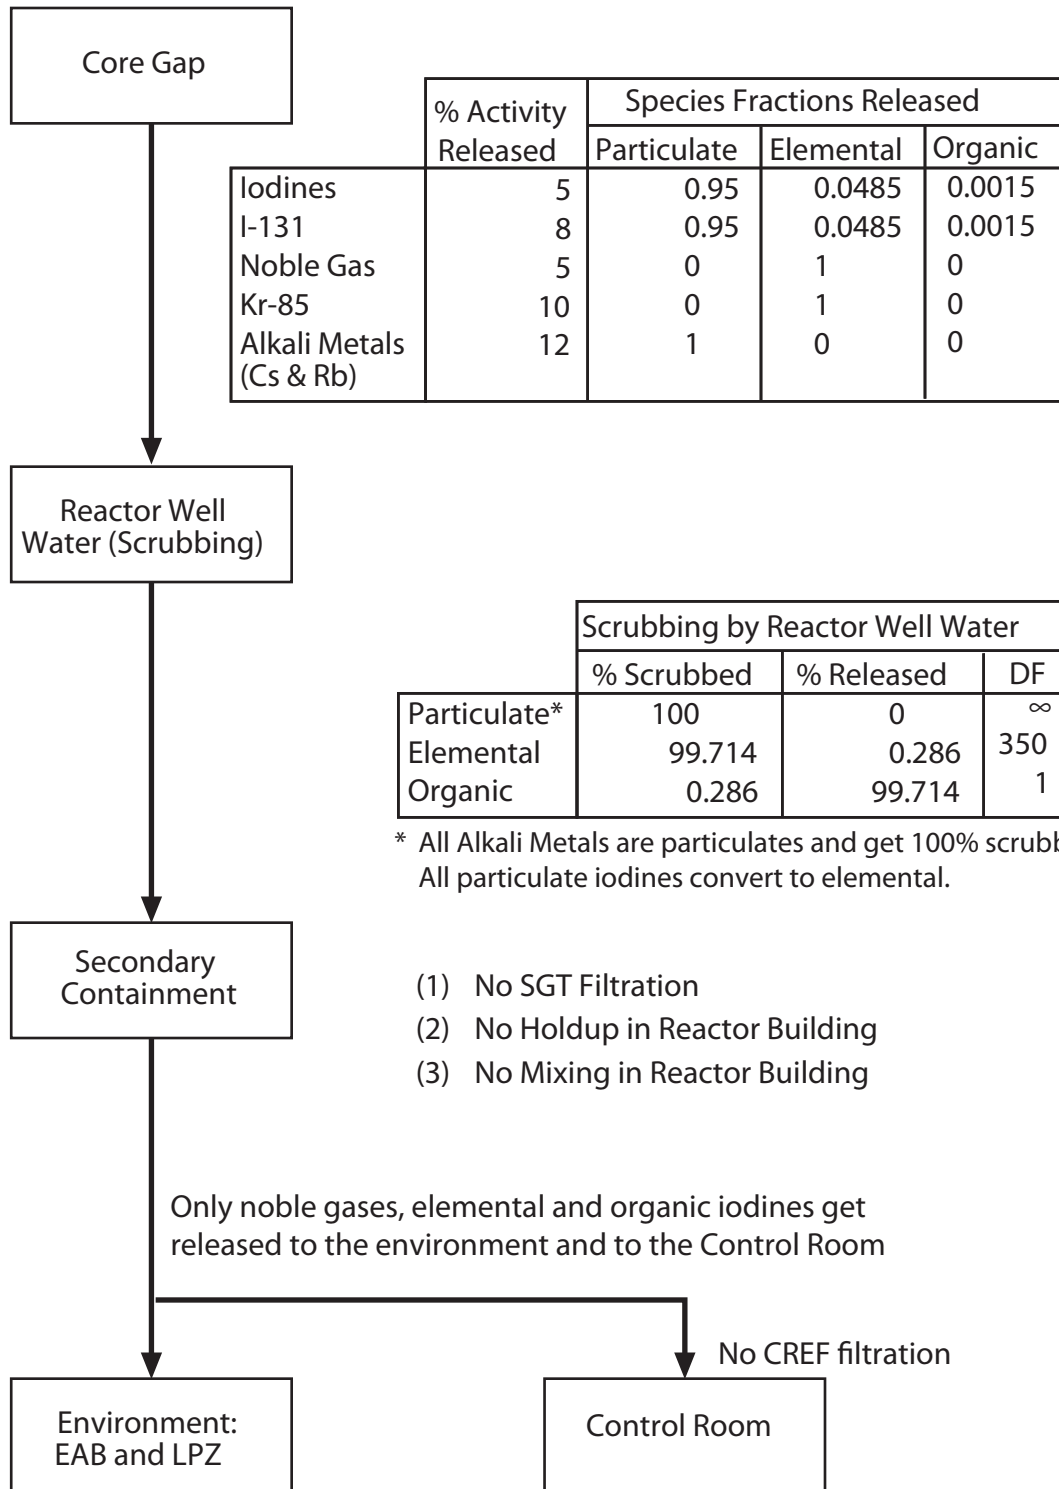 Core Gap
% Activity
Released
Species Fractions Released
Particulate Elemental Organic
Iodines 5 0.95 0.0485 0.0015
I-131 8 0.95 0.0485 0.0015
Noble Gas 5 0 1 0
Kr-85 10 0 1 0
Alkali Metals 12 1 0 0
(Cs & Rb)
Reactor Well
Water (Scrubbing)
Scrubbing by Reactor Well Water
% Scrubbed % Released DF
Particulate* 100 0 ∞
Elemental 99.714 0.286 350
Organic 0.286 99.714 1
* All Alkali Metals are particulates and get 100%
All particulate iodines convert to elemental.
Secondary
Containment
(1) No SGT Filtration
(2) No Holdup in Reactor Building
(3) No Mixing in Reactor Building
Only noble gases, elemental and organic iodines get
released to the environment and to the Control Room
No CREF filtration
Environment:
EAB and LPZ
Control Room